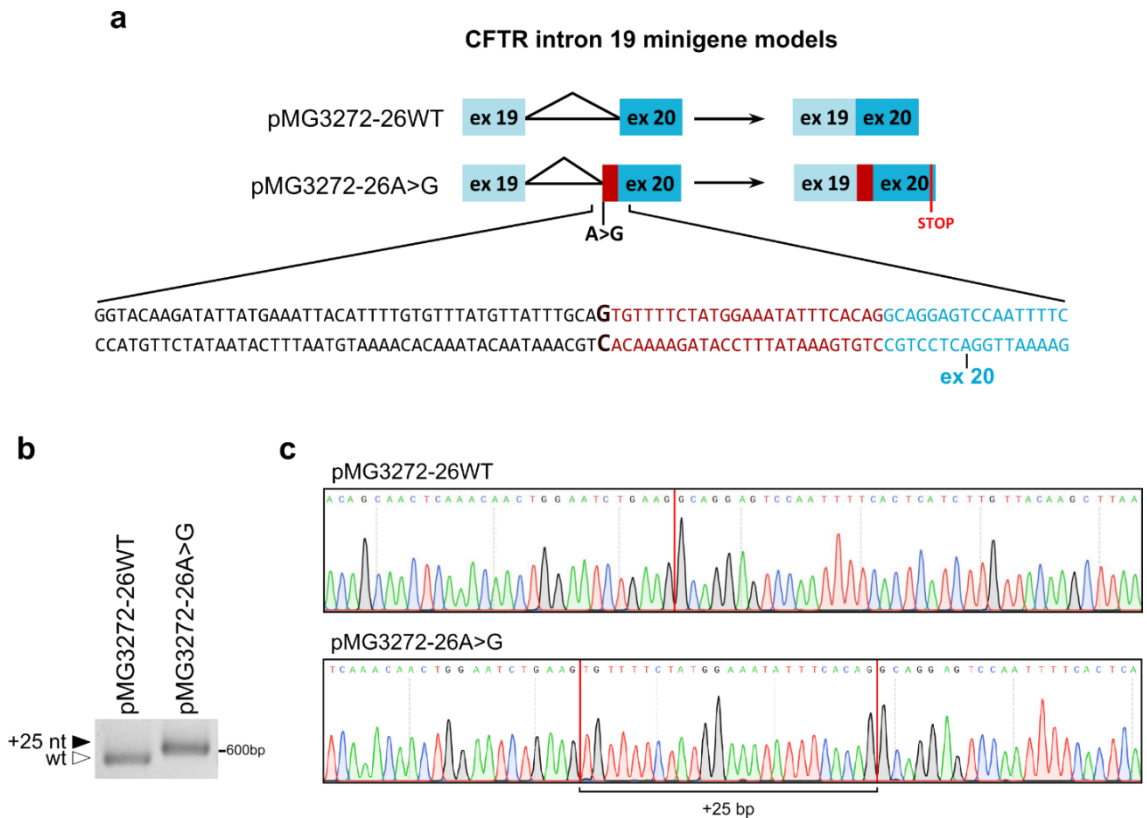 a
CFTR intron 19 minigene models
pMG3272-26WT
ex 19
ex 20
ex 19
ex 20
pMG3272-26A>G
ex 19
ex 20
ex 19
ex 20
STOP
A>G
GGTACAAGATATTATGAAATTACATTTTGTGTTTATGTTATTTGCAGTGTTTTCTATGGAAATATTTCACAGGCAGGAGTCCAATTTTC
CCATGTTCTATAATACTTTAATGTAAAACACAAATACAATAAACGTCACAAAAGATACCTTTATAAAGTGTCCGTCCTCAGGTTAAAAG
ex 20
b
pMG3272-26WT
pMG3272-26A>G
+25 nt
wt
600bp
c
pMG3272-26WT
ACAGCAACTCAAACAACTGGAATCTGAAGGCAGGAGTCCAATTTTCACTCATCTTGTTACAAGCTTAA
pMG3272-26A>G
TCAAACAACTGGAATCTGAAGTGTTTTCTATGGAAATATTTCACAGGCAGGAGTCCAATTTTCACTCA
+25 bp